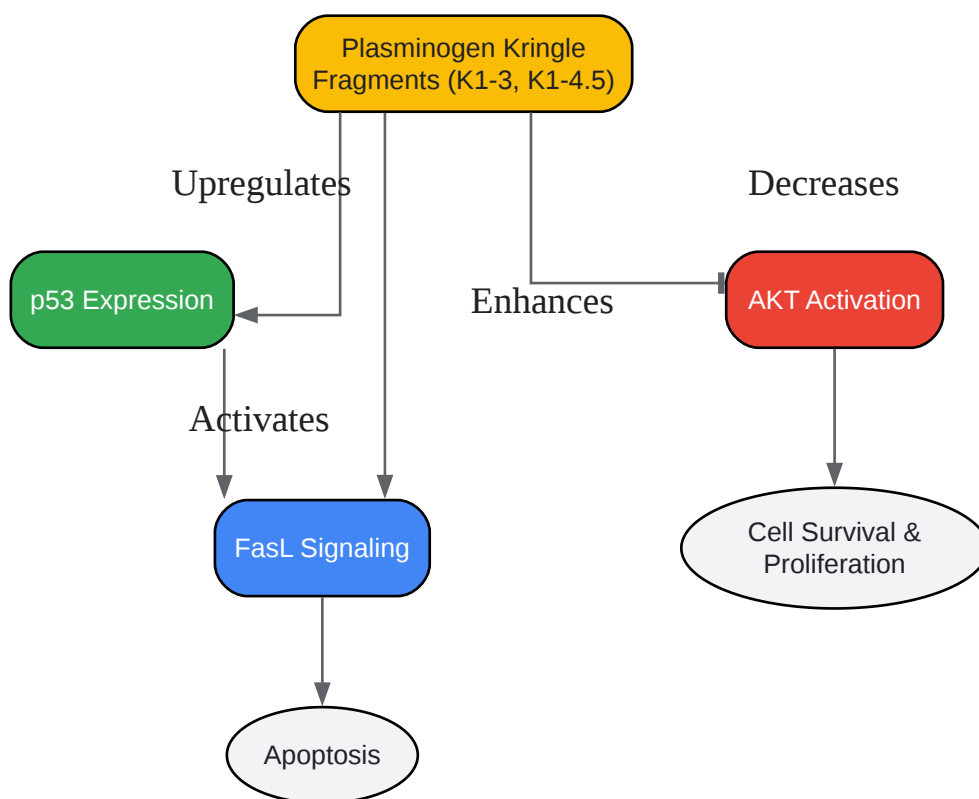 Plasminogen Kringle
Fragments (K1-3, K1-4.5)
Upregulates
Decreases
p53 Expression
Enhances
AKT Activation
Activates
FasL Signaling
Cell Survival &
Proliferation
Apoptosis